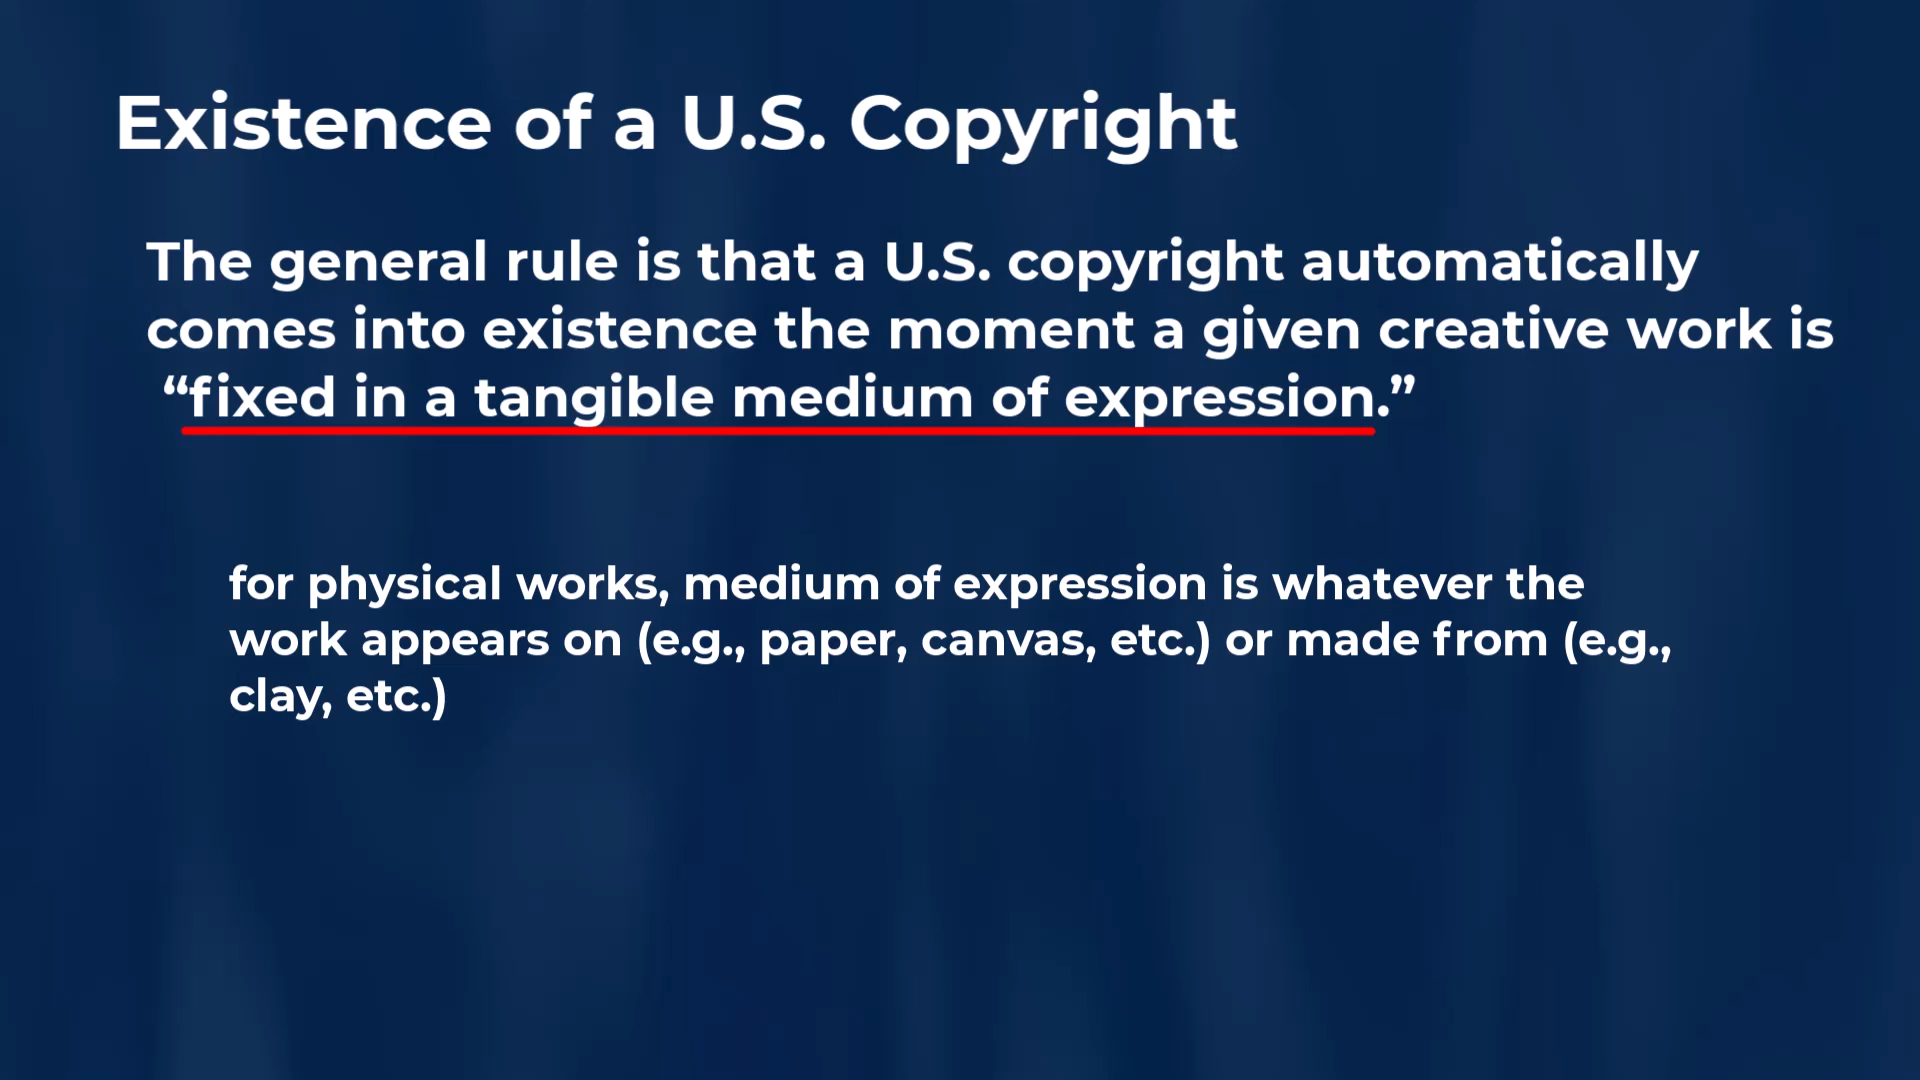 Existence of a U.S. Copyright
The general rule is that a U.S. copyright automatically
comes into existence the moment a given creative work is
“fixed in a tangible medium of expression.”
for physical works, medium of expression is whatever the
work appears on (e.g., paper, canvas, etc.) or made from (e.g.,
clay, etc.)